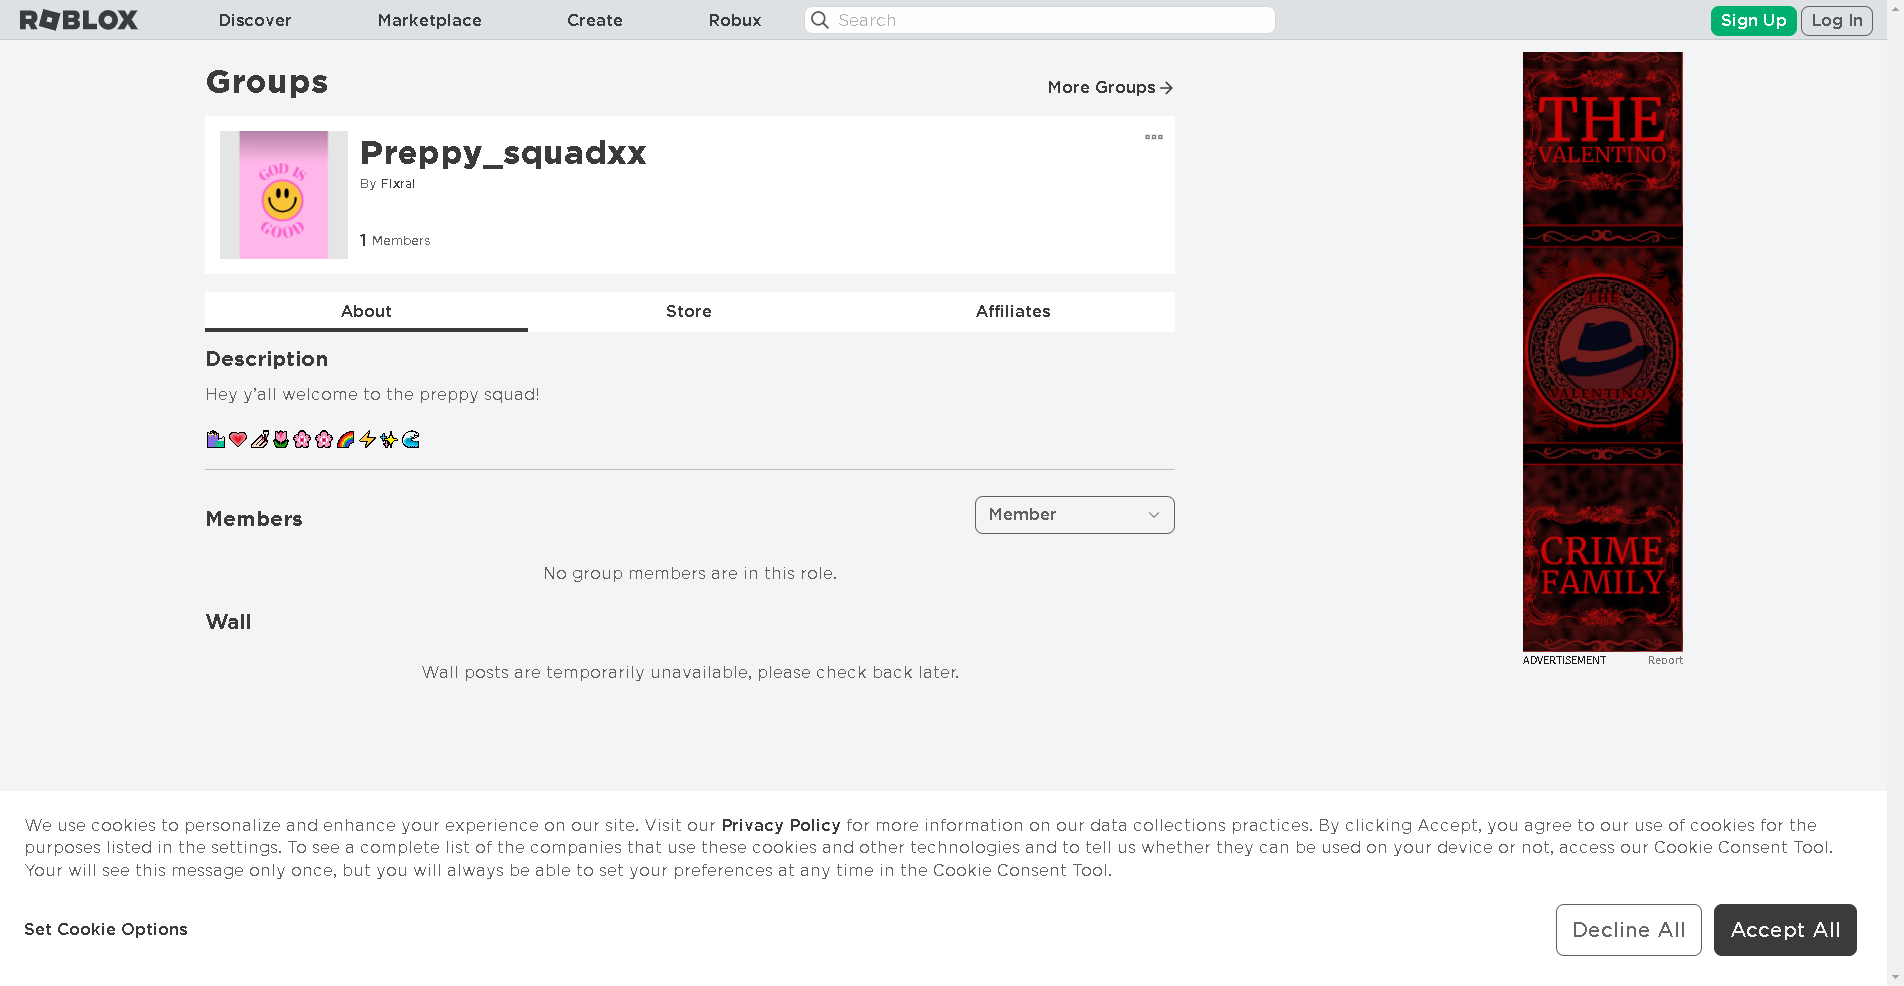 ROBLOX
Discover
Marketplace
Create
Robux
Search
Sign Up
Log In
Groups
More Groups
GOD IS
GOOD
Preppy_squadxx
By Flxral
1 Members
About
Store
Affiliates
Description
Hey y'all welcome to the preppy squad!
Members
Member
No group members are in this role.
Wall
Wall posts are temporarily unavailable, please check back later.
THE
VALENTINO
THE
VALENTINOS
CRIME
FAMILY
ADVERTISEMENT
Report
We use cookies to personalize and enhance your experience on our site. Visit our Privacy Policy for more information on our data collections practices. By clicking Accept, you agree to our use of cookies for the
purposes listed in the settings. To see a complete list of the companies that use these cookies and other technologies and to tell us whether they can be used on your device or not, access our Cookie Consent Tool.
Your will see this message only once, but you will always be able to set your preferences at any time in the Cookie Consent Tool.
Set Cookie Options
Decline All
Accept All